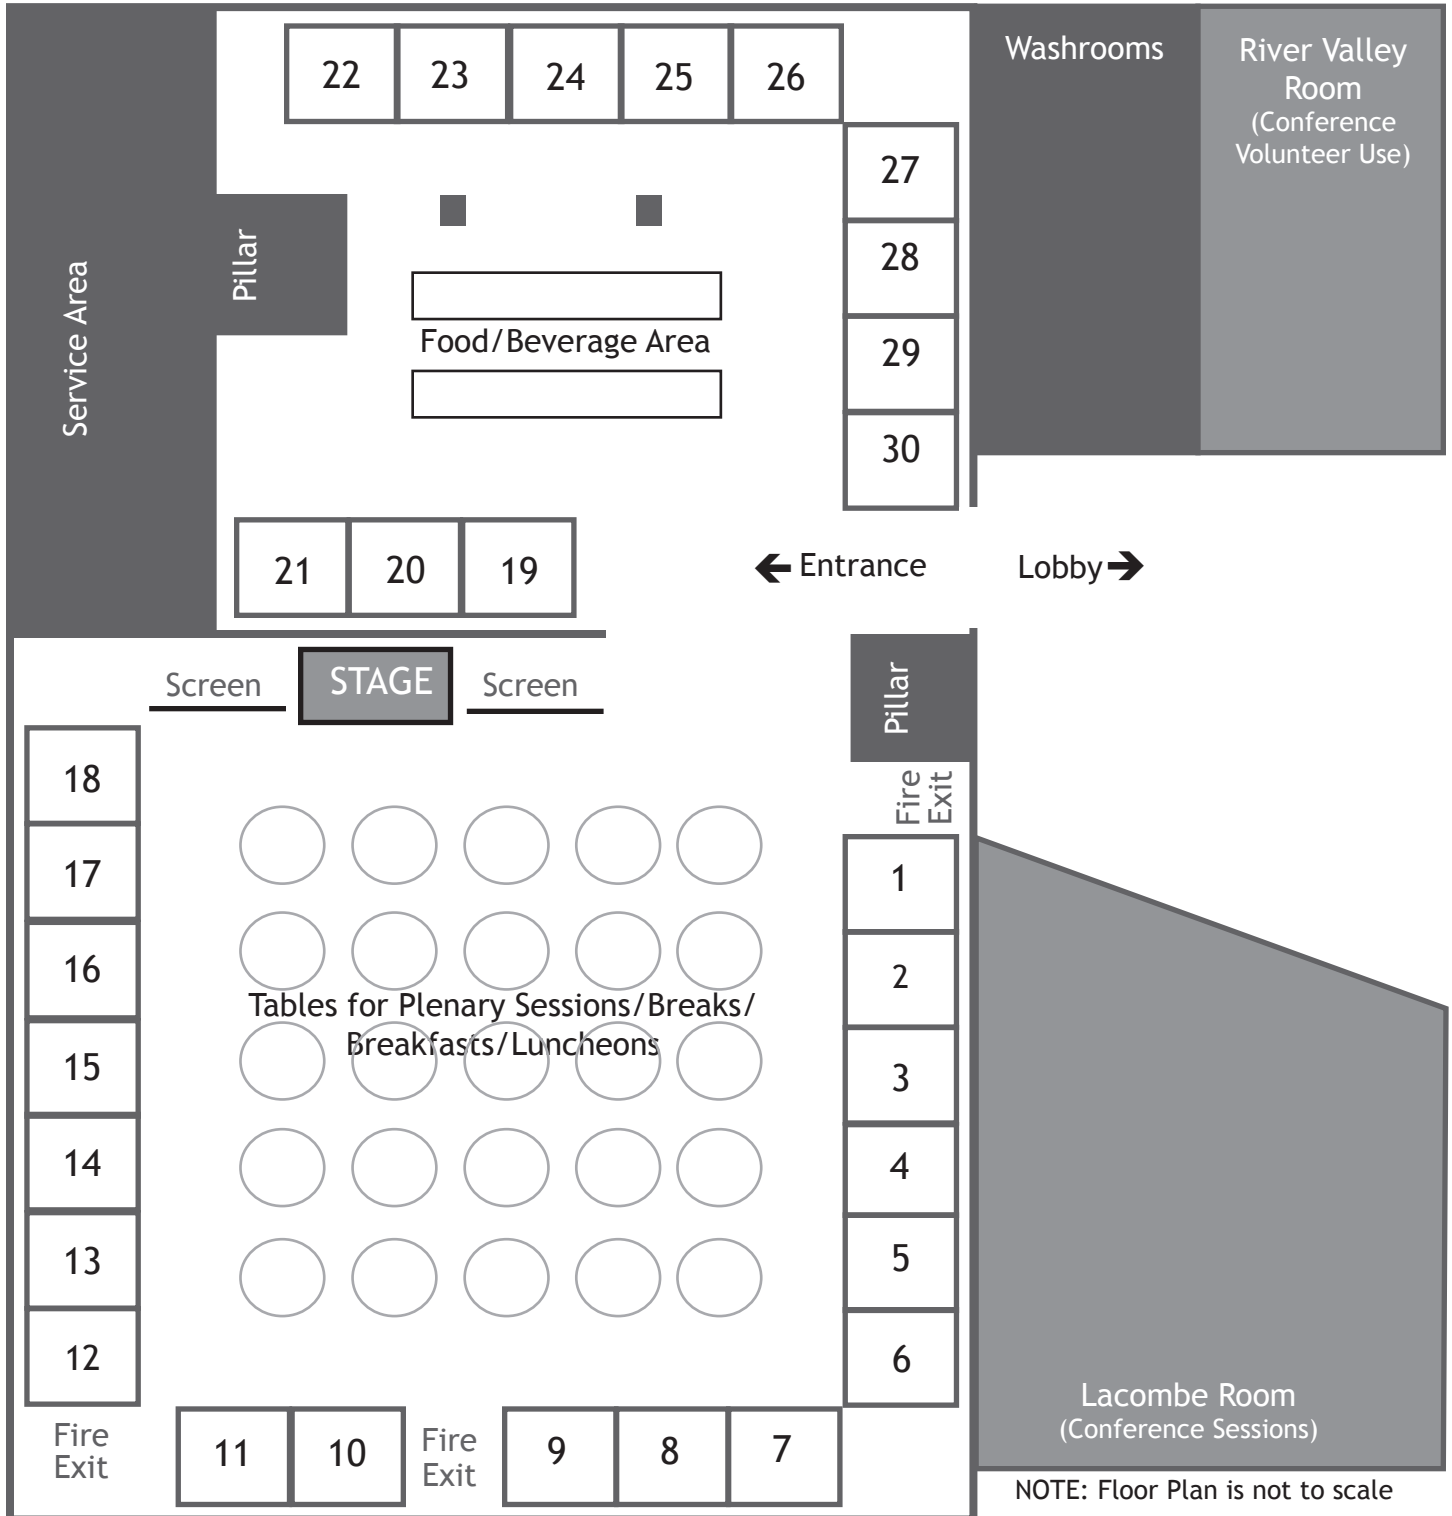 22 23 24 25 26
Washrooms
River Valley
Room
(Conference
Volunteer Use)
27
28
29
30
Service Area
Pillar
Food/Beverage Area
21 20 19
Entrance
Lobby
Screen
STAGE
Screen
Pillar
Fire
Exit
18
17
16
15
14
13
12
Tables for Plenary Sessions/Breaks/
Breakfasts/Luncheons
1
2
3
4
5
6
Fire
Exit
11 10
Fire
Exit
9 8 7
Lacombe Room
(Conference Sessions)
NOTE: Floor Plan is not to scale